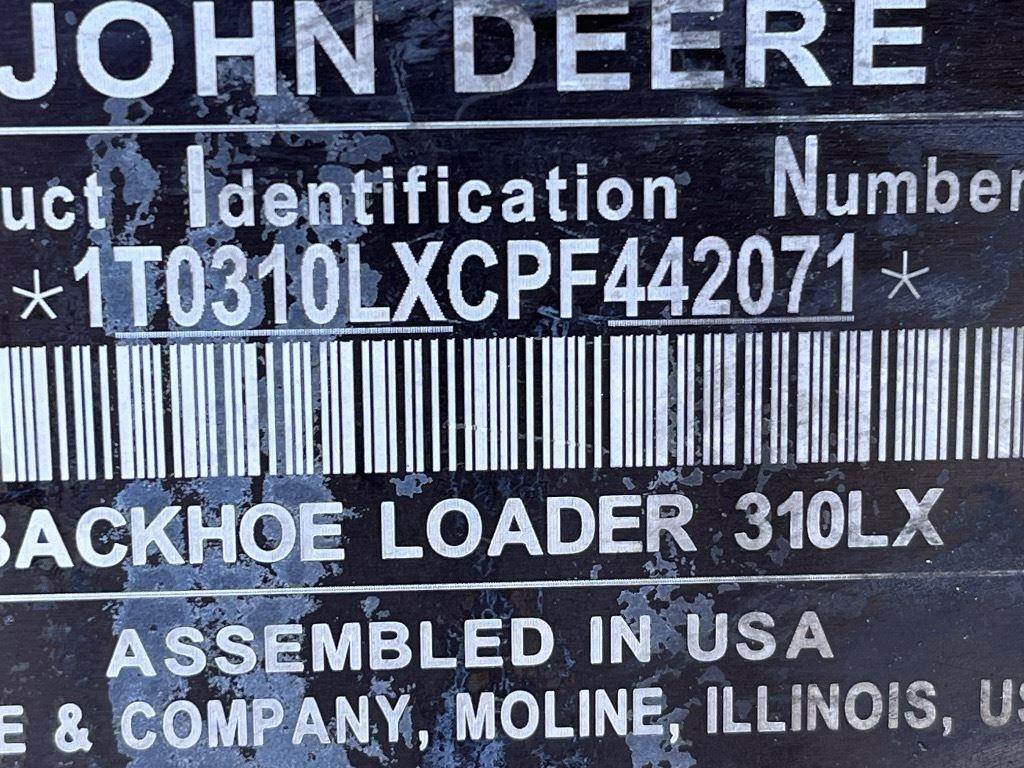 JOHN DEERE
uct Identification Number
*1T0310LXCPF442071*
BACKHOE LOADER 310LX
ASSEMBLED IN USA
E & COMPANY, MOLINE, ILLINOIS, US